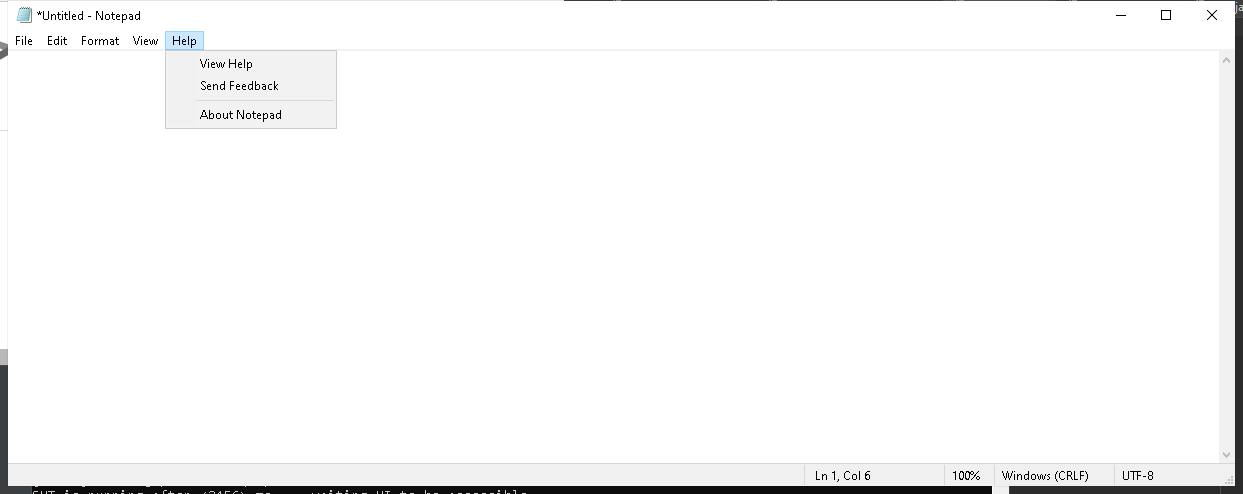 *Untitled - Notepad
File Edit Format View Help
View Help
Send Feedback
About Notepad
Ln 1, Col 6 100% Windows (CRLF) UTF-8